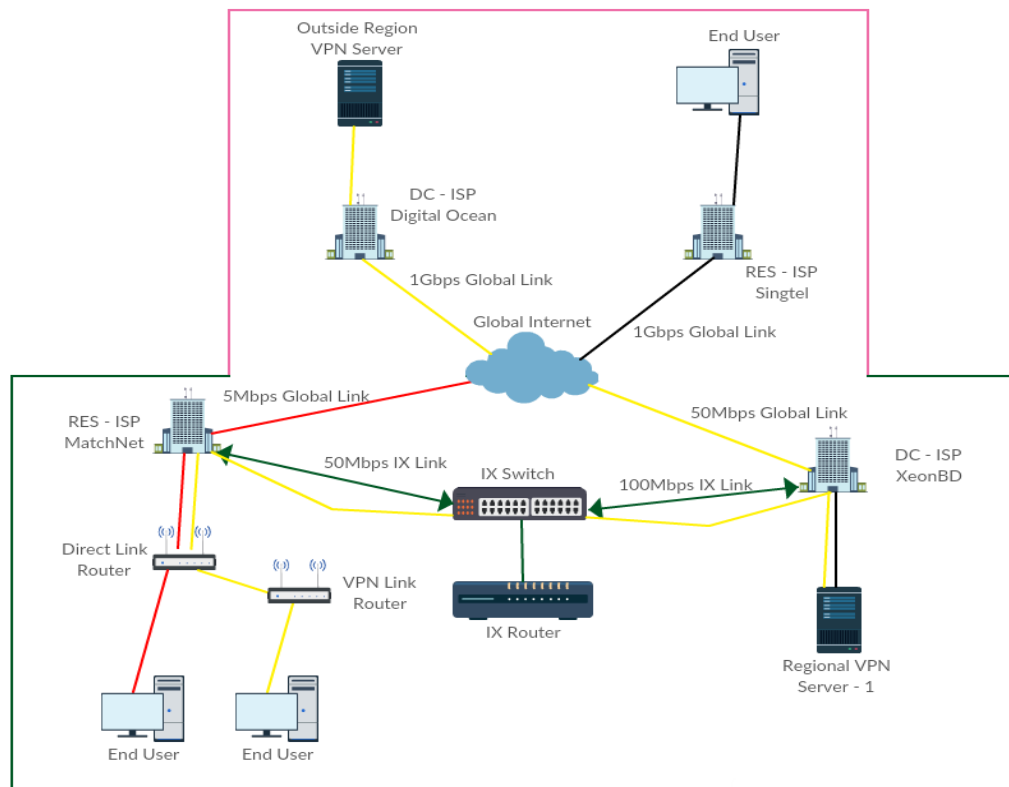 Outside Region
VPN Server
End User
DC - ISP
Digital Ocean
RES - ISP
Singtel
1Gbps Global Link
Global Internet
1Gbps Global Link
5Mbps Global Link
50Mbps Global Link
RES - ISP
MatchNet
DC - ISP
XeonBD
50Mbps IX Link
IX Switch
100Mbps IX Link
Direct Link
Router
VPN Link
Router
IX Router
Regional VPN
Server - 1
End User
End User